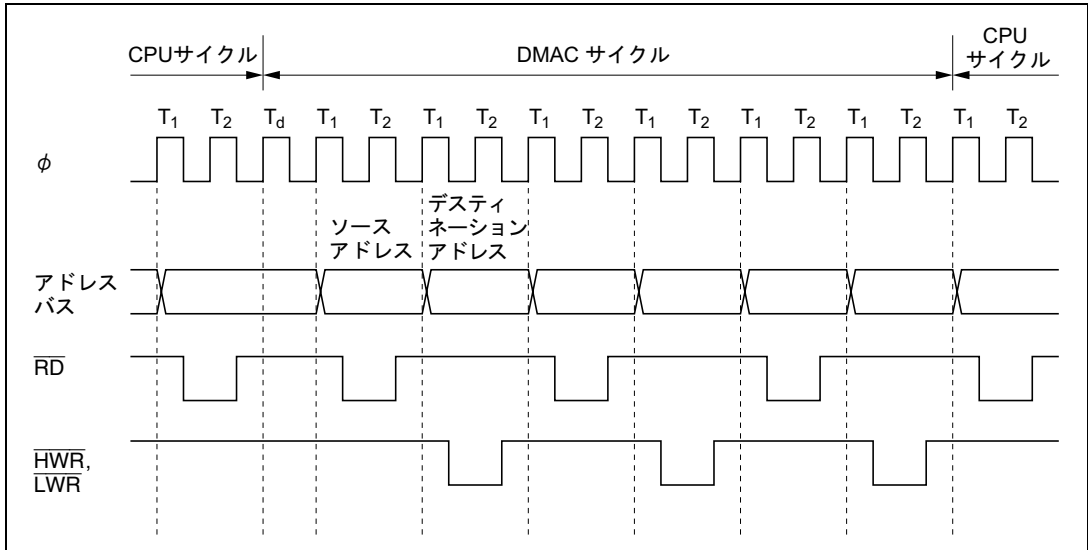 CPUサイクル
DMAC サイクル
CPU
サイクル
T1 T2 Td T1 T2 T1 T2 T1 T2 T1 T2 T1 T2 T1 T2
φ
ソース
アドレス
デスティ
ネーション
アドレス
アドレス
バス
RD
HWR,
LWR